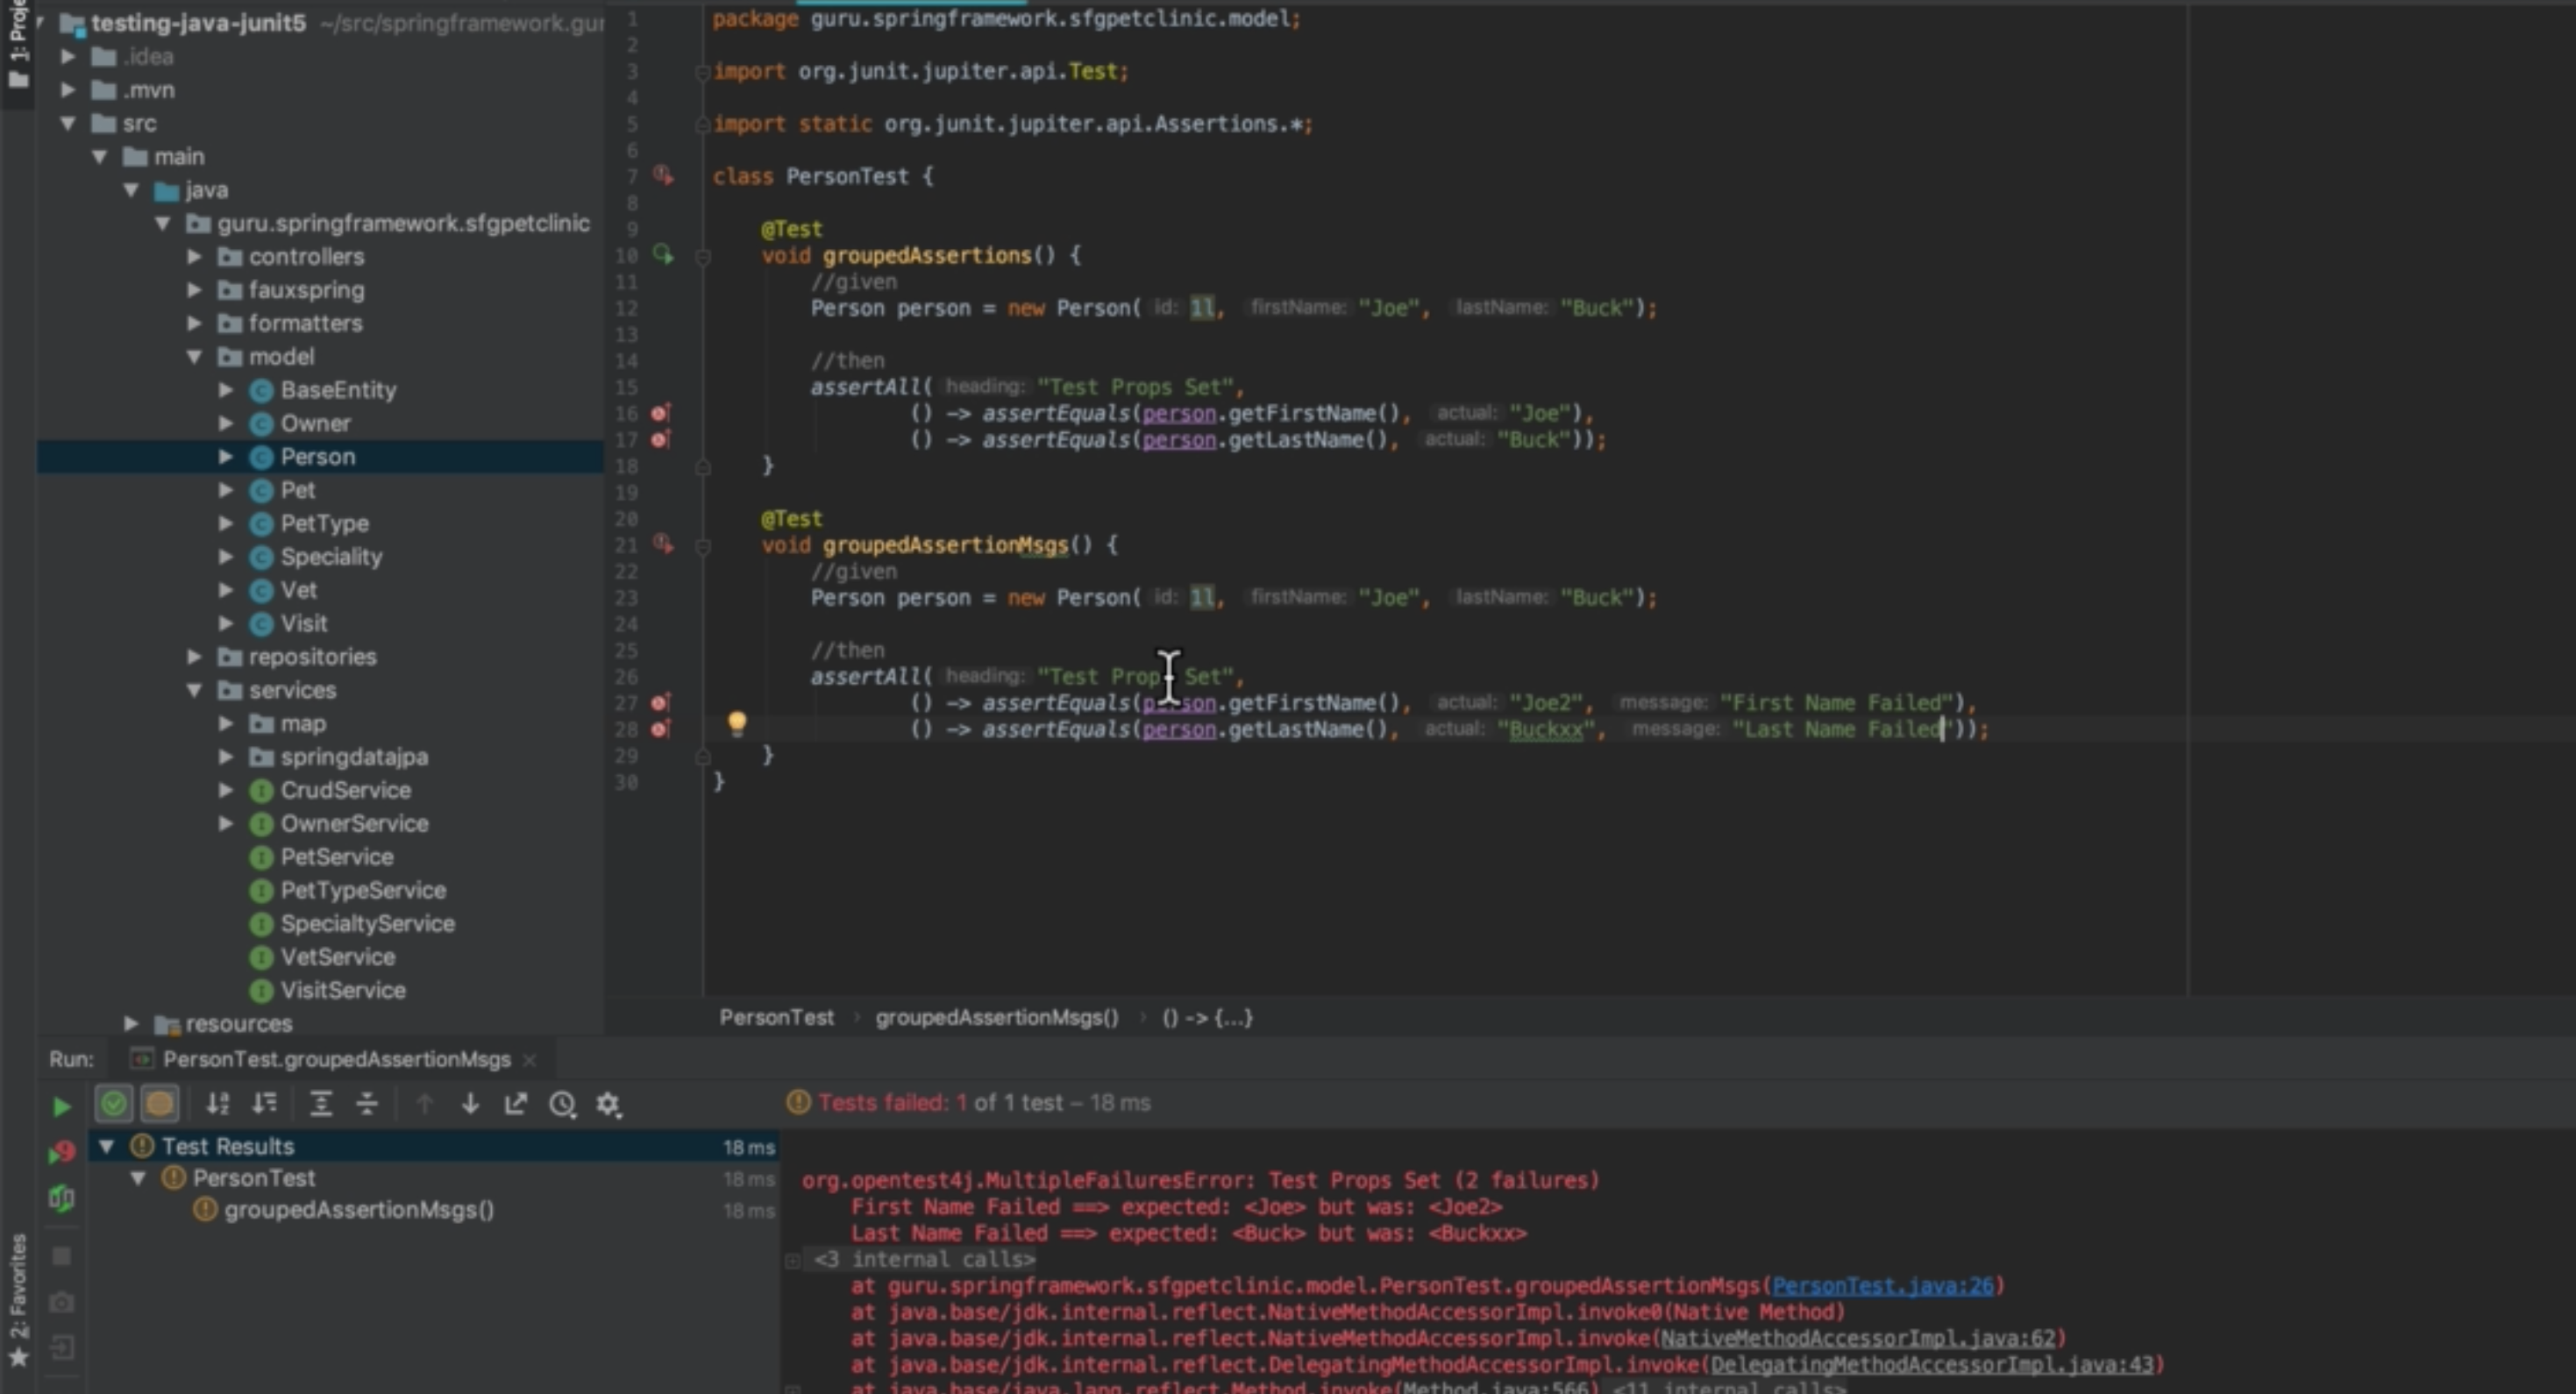 1: Proje
testing-java-junit5 ~/src/springframework.gur
.idea
.mvn
src
main
java
guru.springframework.sfgpetclinic
controllers
fauxspring
formatters
model
BaseEntity
Owner
Person
Pet
PetType
Speciality
Vet
Visit
repositories
services
map
springdatajpa
CrudService
OwnerService
PetService
PetTypeService
SpecialtyService
VetService
VisitService
resources
1 package guru.springframework.sfgpetclinic.model;
2
3 import org.junit.jupiter.api.Test;
4
5 import static org.junit.jupiter.api.Assertions.*;
6
7 class PersonTest {
8
9 @Test
10 void groupedAssertions() {
11 //given
12 Person person = new Person( id: 1l, firstName: "Joe", lastName: "Buck");
13
14 //then
15 assertAll( heading: "Test Props Set",
16 () -> assertEquals(person.getFirstName(), actual: "Joe"),
17 () -> assertEquals(person.getLastName(), actual: "Buck"));
18 }
19
20 @Test
21 void groupedAssertionMsgs() {
22 //given
23 Person person = new Person( id: 1l, firstName: "Joe", lastName: "Buck");
24
25 //then
26 assertAll( heading: "Test Props Set",
27 () -> assertEquals(person.getFirstName(), actual: "Joe2", message: "First Name Failed"),
28 () -> assertEquals(person.getLastName(), actual: "Buckxx", message: "Last Name Failed"));
29 }
30 }
PersonTest › groupedAssertionMsgs() › () -> {...}
Run: PersonTest.groupedAssertionMsgs ×
Tests failed: 1 of 1 test – 18 ms
Test Results 18 ms
PersonTest 18 ms
groupedAssertionMsgs() 18 ms
2: Favorites
org.opentest4j.MultipleFailuresError: Test Props Set (2 failures)
First Name Failed ==> expected: <Joe> but was: <Joe2>
Last Name Failed ==> expected: <Buck> but was: <Buckxx>
<3 internal calls>
at guru.springframework.sfgpetclinic.model.PersonTest.groupedAssertionMsgs(PersonTest.java:26)
at java.base/jdk.internal.reflect.NativeMethodAccessorImpl.invoke0(Native Method)
at java.base/jdk.internal.reflect.NativeMethodAccessorImpl.invoke(NativeMethodAccessorImpl.java:62)
at java.base/jdk.internal.reflect.DelegatingMethodAccessorImpl.invoke(DelegatingMethodAccessorImpl.java:43)
at java.base/java.lang.reflect.Method.invoke(Method.java:566) <11 internal calls>